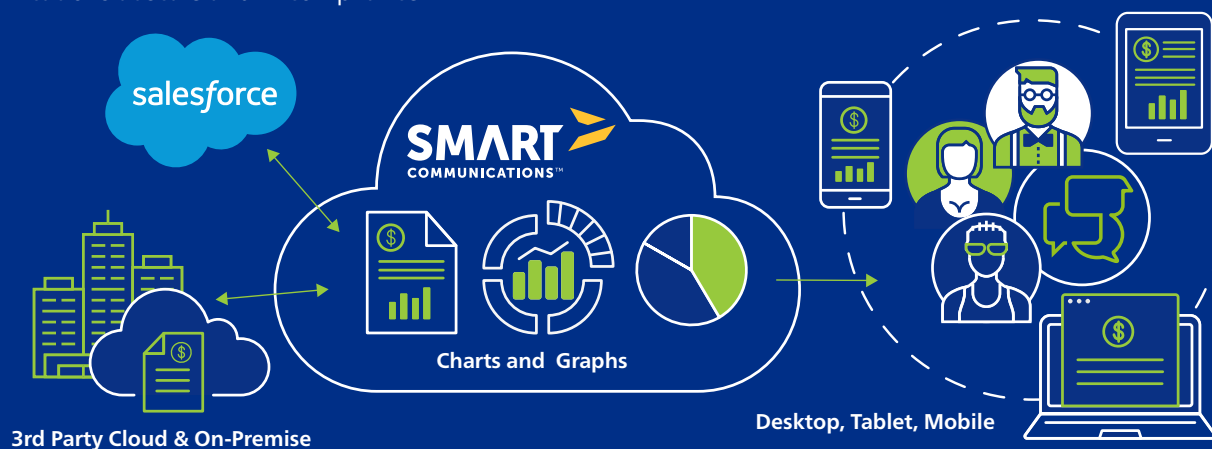 salesforce
SMART
COMMUNICATIONS™
Charts and Graphs
3rd Party Cloud & On-Premise
Desktop, Tablet, Mobile